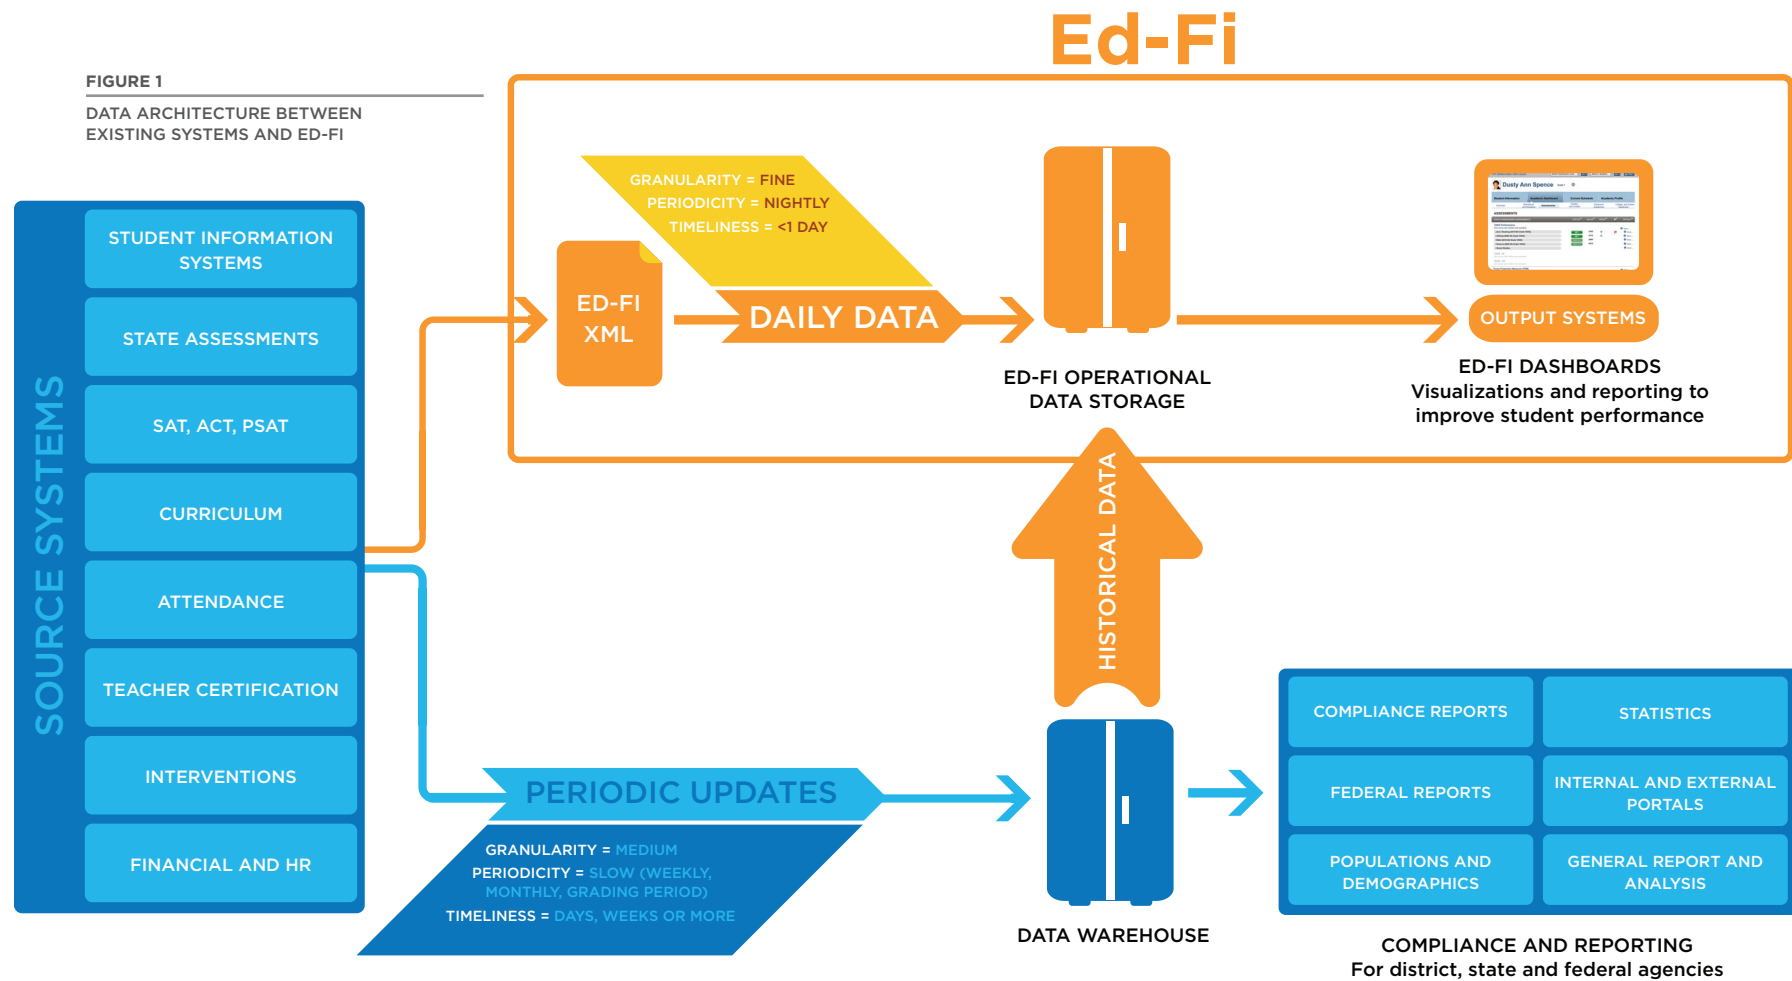 Ed-Fi
FIGURE 1
DATA ARCHITECTURE BETWEEN
EXISTING SYSTEMS AND ED-FI
SOURCE SYSTEMS
STUDENT INFORMATION
SYSTEMS
STATE ASSESSMENTS
SAT, ACT, PSAT
CURRICULUM
ATTENDANCE
TEACHER CERTIFICATION
INTERVENTIONS
FINANCIAL AND HR
GRANULARITY = FINE
PERIODICITY = NIGHTLY
TIMELINESS = <1 DAY
ED-FI
XML
DAILY DATA
ED-FI OPERATIONAL
DATA STORAGE
Dusty Ann Spence
OUTPUT SYSTEMS
ED-FI DASHBOARDS
Visualizations and reporting to
improve student performance
HISTORICAL DATA
PERIODIC UPDATES
GRANULARITY = MEDIUM
PERIODICITY = SLOW (WEEKLY,
MONTHLY, GRADING PERIOD)
TIMELINESS = DAYS, WEEKS OR MORE
DATA WAREHOUSE
COMPLIANCE REPORTS
STATISTICS
FEDERAL REPORTS
INTERNAL AND EXTERNAL
PORTALS
POPULATIONS AND
DEMOGRAPHICS
GENERAL REPORT AND
ANALYSIS
COMPLIANCE AND REPORTING
For district, state and federal agencies